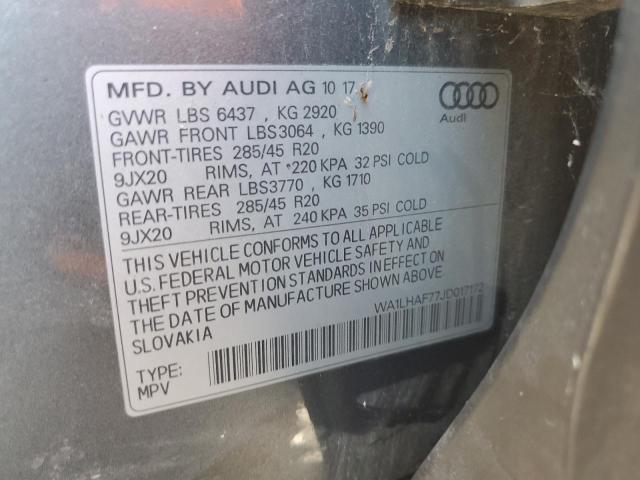 MFD. BY AUDI AG 10 17
Audi
GVWR LBS 6437 , KG 2920
GAWR FRONT LBS3064 , KG 1390
FRONT-TIRES 285/45 R20
9JX20 RIMS, AT 220 KPA 32 PSI COLD
GAWR REAR LBS3770 , KG 1710
REAR-TIRES 285/45 R20
9JX20 RIMS, AT 240 KPA 35 PSI COLD
THIS VEHICLE CONFORMS TO ALL APPLICABLE
U.S. FEDERAL MOTOR VEHICLE SAFETY AND
THEFT PREVENTION STANDARDS IN EFFECT ON
THE DATE OF MANUFACTURE SHOWN ABOVE
SLOVAKIA
WA1LHAF77JD017172
TYPE:
MPV